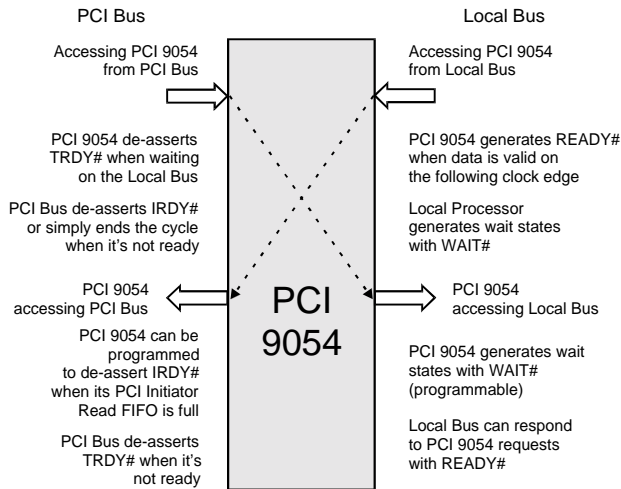 PCI Bus
Accessing PCI 9054
from PCI Bus
PCI 9054 de-asserts
TRDY# when waiting
on the Local Bus
PCI Bus de-asserts IRDY#
or simply ends the cycle
when it's not ready
PCI 9054
accessing PCI Bus
PCI 9054 can be
programmed
to de-assert IRDY#
when its PCI Initiator
Read FIFO is full
PCI Bus de-asserts
TRDY# when it's
not ready
PCI
9054
Local Bus
Accessing PCI 9054
from Local Bus
PCI 9054 generates READY#
when data is valid on
the following clock edge
Local Processor
generates wait states
with WAIT#
PCI 9054
accessing Local Bus
PCI 9054 generates wait
states with WAIT#
(programmable)
Local Bus can respond
to PCI 9054 requests
with READY#